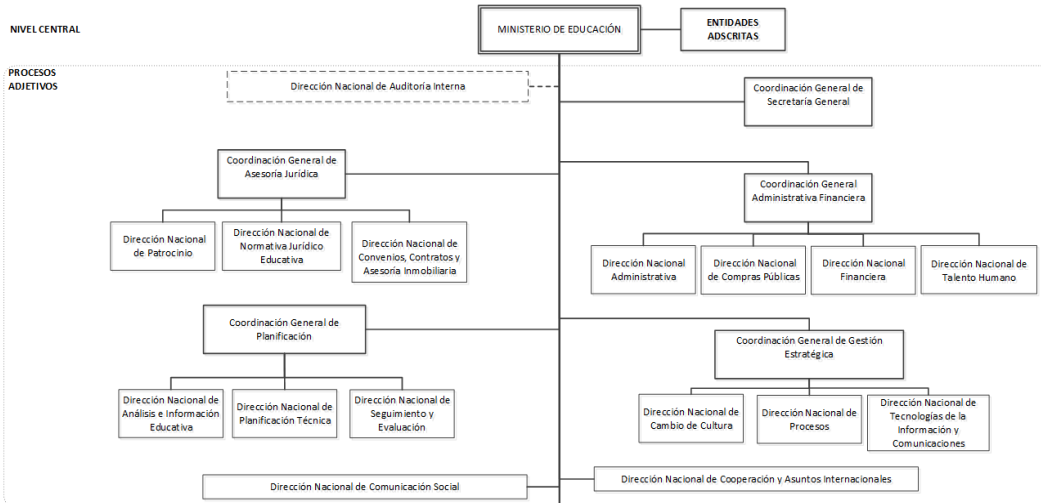 NIVEL CENTRAL
MINISTERIO DE EDUCACIÓN
ENTIDADES
ADSCRITAS
PROCESOS
ADJETIVOS
Dirección Nacional de Auditoría Interna
Coordinación General de
Secretaría General
Coordinación General de
Asesoría Jurídica
Coordinación General
Administrativa Financiera
Dirección Nacional
de Patrocinio
Dirección Nacional de
Normativa Jurídico
Educativa
Dirección Nacional de
Convenios, Contratos y
Asesoría Inmobiliaria
Dirección Nacional
Administrativa
Dirección Nacional
de Compras Públicas
Dirección Nacional
Financiera
Dirección Nacional de
Talento Humano
Coordinación General de
Planificación
Coordinación General de Gestión
Estratégica
Dirección Nacional de
Análisis e Información
Educativa
Dirección Nacional de
Planificación Técnica
Dirección Nacional de
Seguimiento y
Evaluación
Dirección Nacional de
Cambio de Cultura
Dirección Nacional de
Procesos
Dirección Nacional de
Tecnologías de la
Información y
Comunicaciones
Dirección Nacional de Comunicación Social
Dirección Nacional de Cooperación y Asuntos Internacionales